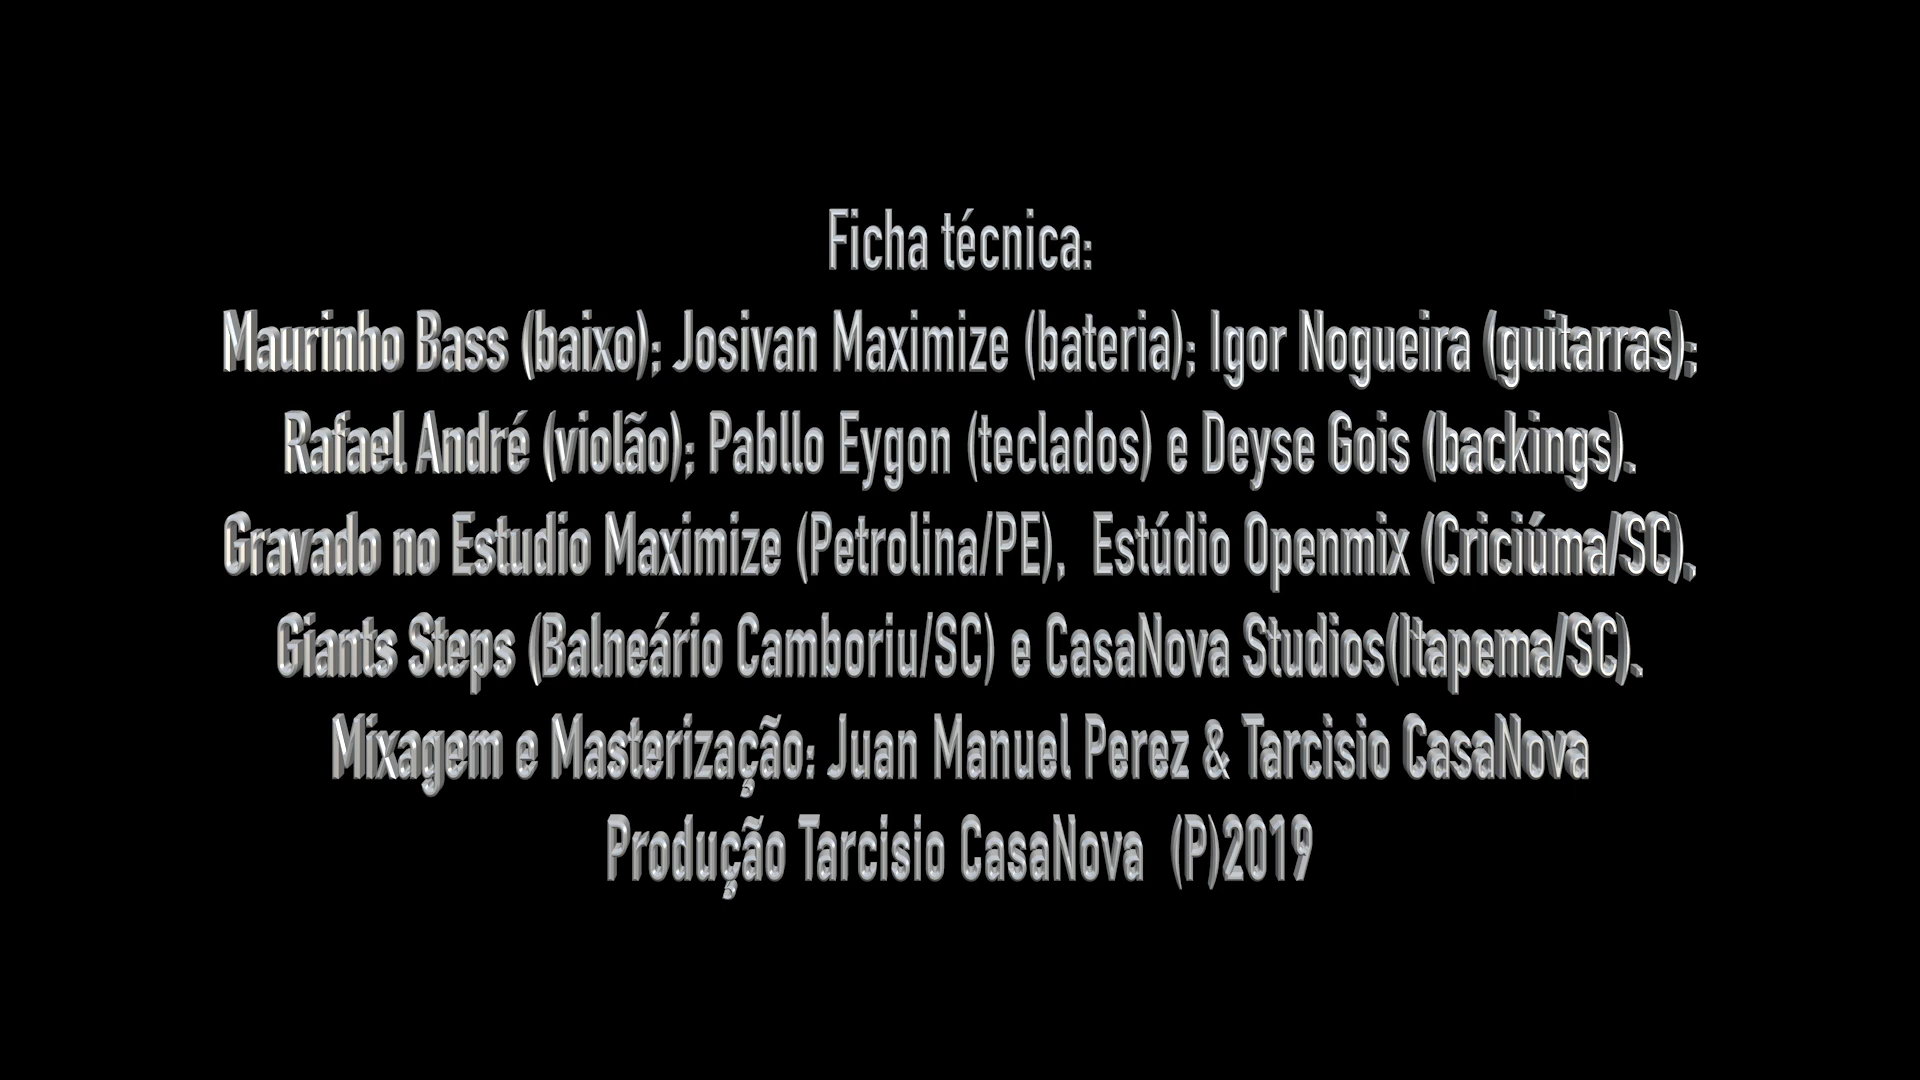 Ficha técnica:
Maurinho Bass (baixo); Josivan Maximize (bateria); Igor Nogueira (guitarras);
Rafael André (violão); Pabllo Eygon (teclados) e Deyse Gois (backings).
Gravado no Estudio Maximize (Petrolina/PE), Estúdio Openmix (Criciúma/SC),
Giants Steps (Balneário Camboriu/SC) e CasaNova Studios(Itapema/SC).
Mixagem e Masterização: Juan Manuel Perez & Tarcisio CasaNova
Produção Tarcisio CasaNova (P)2019